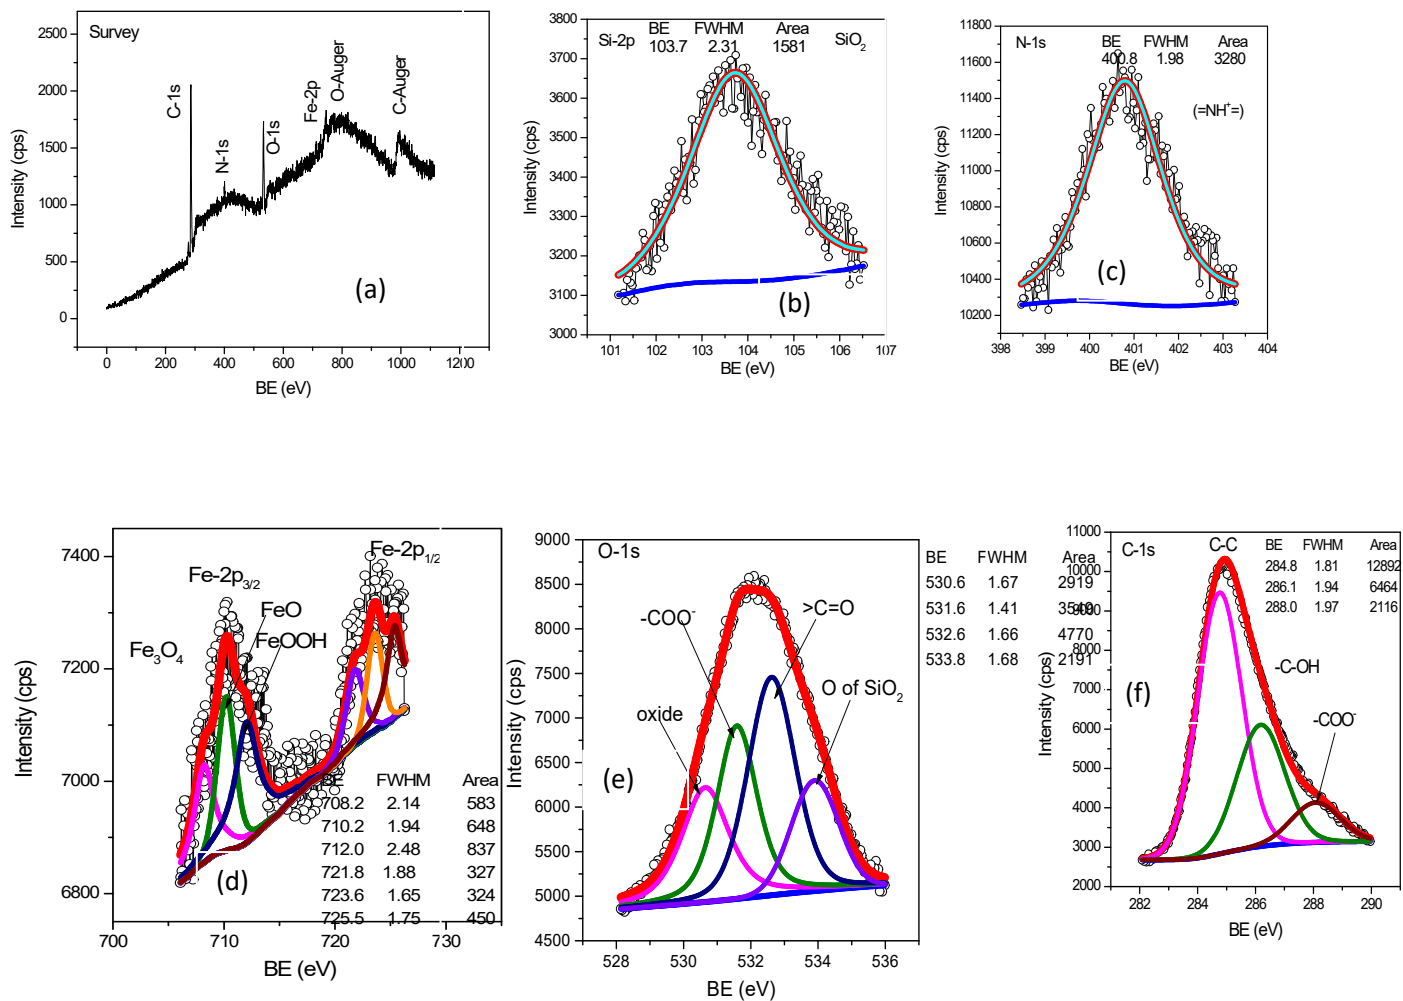 Survey
C-1s
N-1s
O-1s
Fe-2p
O-Auger
C-Auger
2500
2000
1500
1000
500
0
Intensity (cps)
0 200 400 600 800 1000 1200
BE (eV)
(a)
Si-2p BE FWHM Area SiO₂
103.7 2.31 1581
3800
3700
3600
3500
3400
3300
3200
3100
3000
Intensity (cps)
101 102 103 104 105 106 107
BE (eV)
(b)
N-1s BE FWHM Area
400.8 1.98 3280
(=NH⁺=)
11800
11600
11400
11200
11000
10800
10600
10400
10200
Intensity (cps)
398 399 400 401 402 403 404
BE (eV)
(c)
Fe-2p₁/₂
Fe-2p₃/₂
FeO
FeOOH
Fe₃O₄
7400
7200
7000
6800
Intensity (cps)
BE FWHM Area
708.2 2.14 583
710.2 1.94 648
712.0 2.48 837
721.8 1.88 327
723.6 1.65 324
725.5 1.75 450
(d)
700 710 720 730
BE (eV)
O-1s
>C=O
-COO⁻
O of SiO₂
oxide
(e)
9000
8500
8000
7500
7000
6500
6000
5500
5000
4500
Intensity (cps)
528 530 532 534 536
BE (eV)
BE FWHM Area
530.6 1.67 2919
531.6 1.41 3540
532.6 1.66 4770
533.8 1.68 2191
C-1s C-C
BE FWHM Area
284.8 1.81 12892
286.1 1.94 6464
288.0 1.97 2116
-C-OH
-COO⁻
(f)
11000
10000
9000
8000
7000
6000
5000
4000
3000
2000
Intensity (cps)
282 284 286 288 290
BE (eV)